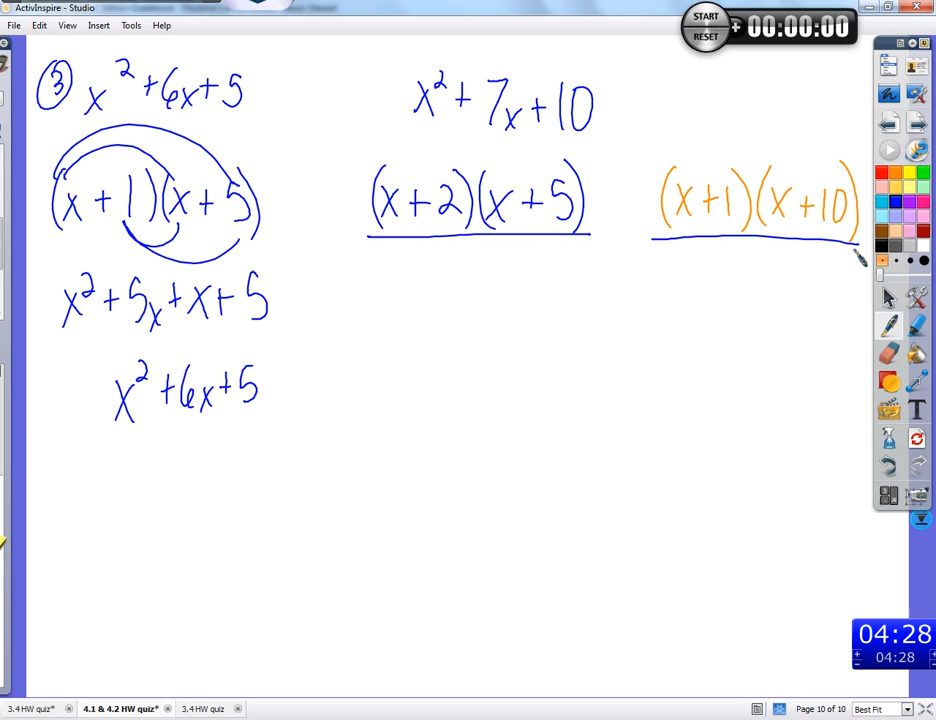 ActivInspire - Studio
File Edit View Insert Tools Help
START
RESET
+ 00:00:00
③ x² + 6x + 5
(x + 1)(x + 5)
x² + 5x + x + 5
x² + 6x + 5
x² + 7x + 10
(x + 2)(x + 5)
(x + 1)(x + 10)
T
04:28
04:28
3.4 HW quiz* 4.1 & 4.2 HW quiz* 3.4 HW quiz
Page 10 of 10 Best Fit